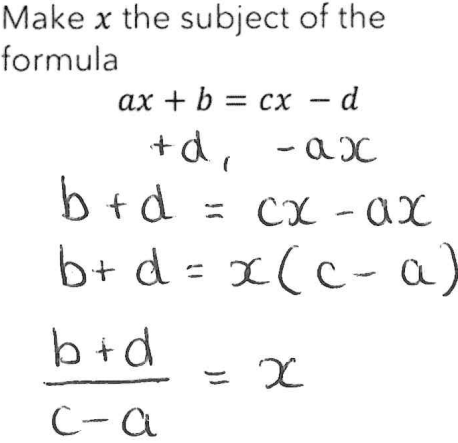 Make x the subject of the
formula
ax + b = cx − d
+d, -ax
b+d = cx - ax
b+ d = x(c- a)
b+d
c-a
= x